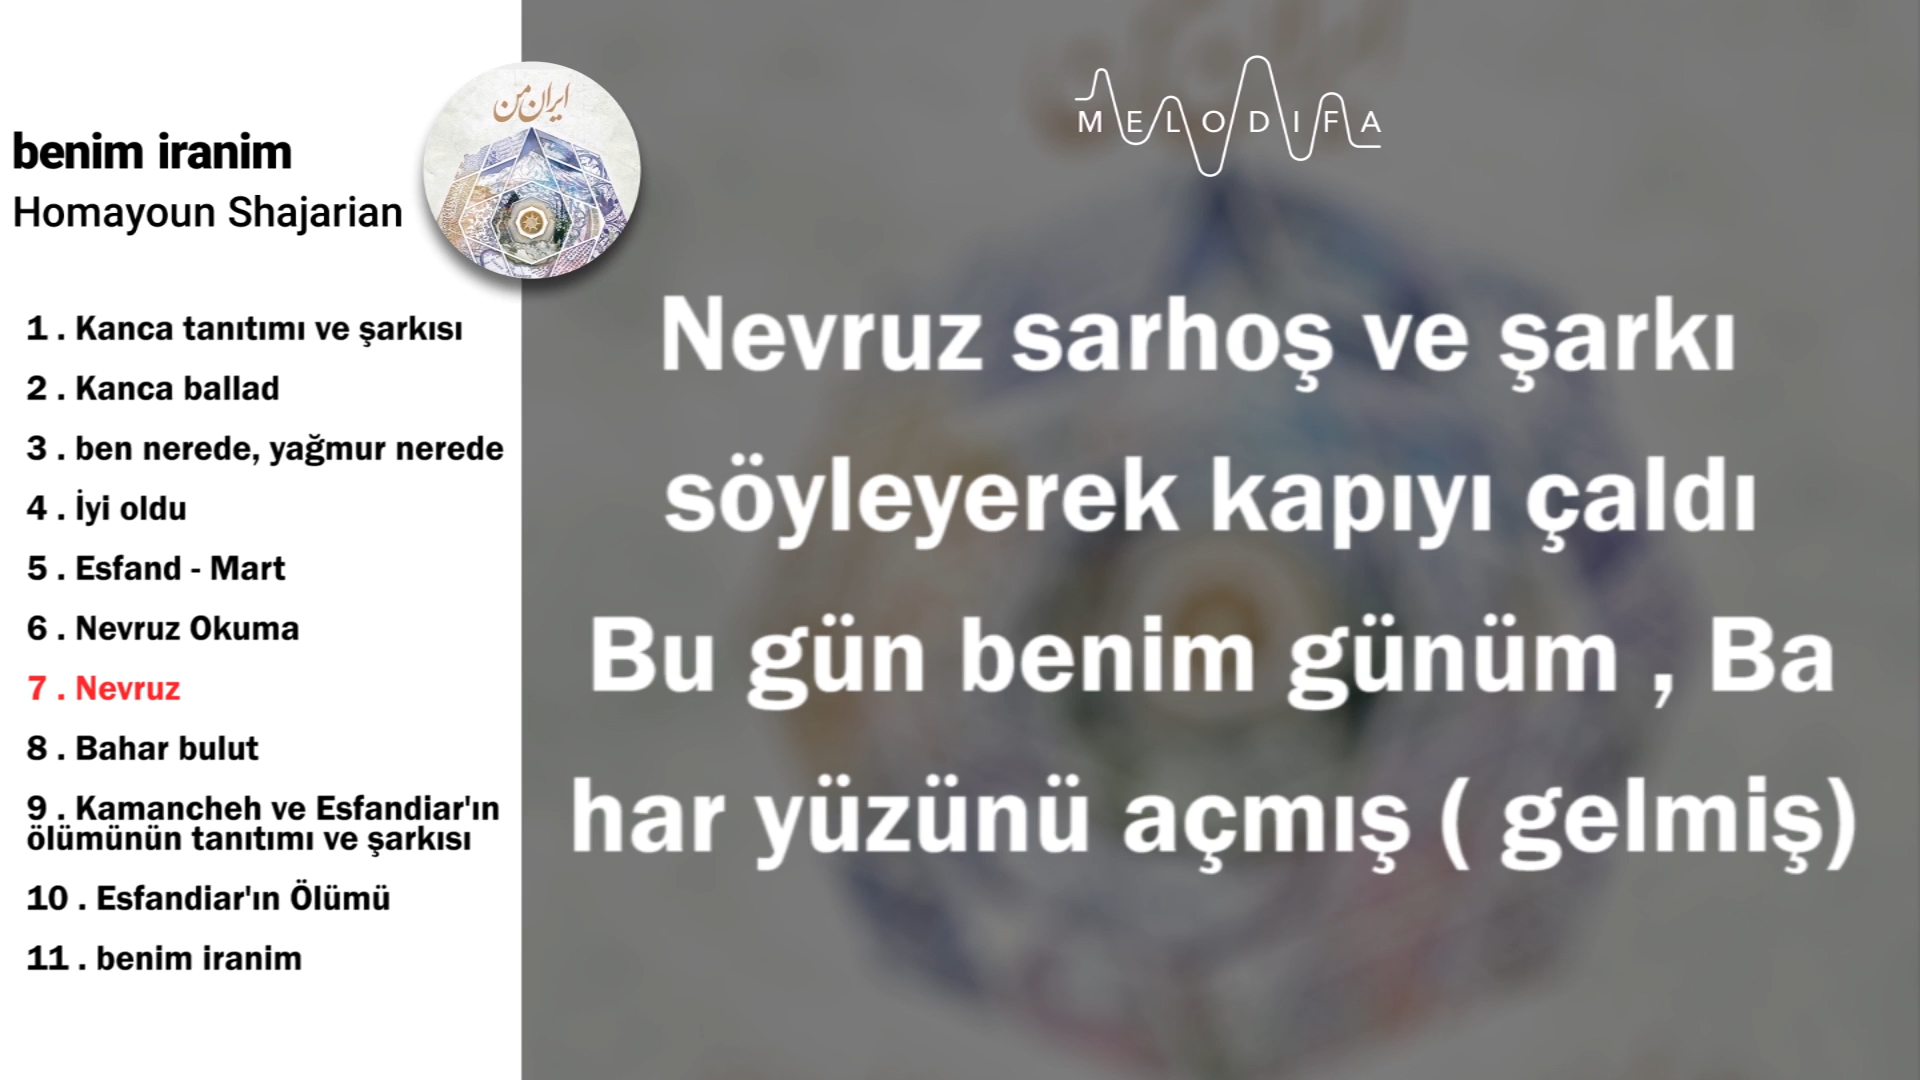 benim iranim
Homayoun Shajarian
ایران من
1 . Kanca tanıtımı ve şarkısı
2 . Kanca ballad
3 . ben nerede, yağmur nerede
4 . İyi oldu
5 . Esfand - Mart
6 . Nevruz Okuma
7 . Nevruz
8 . Bahar bulut
9 . Kamancheh ve Esfandiar'ın
ölümünün tanıtımı ve şarkısı
10 . Esfandiar'ın Ölümü
11 . benim iranim
MELODIFA
Nevruz sarhoş ve şarkı
söyleyerek kapıyı çaldı
Bu gün benim günüm , Ba
har yüzünü açmış ( gelmiş)